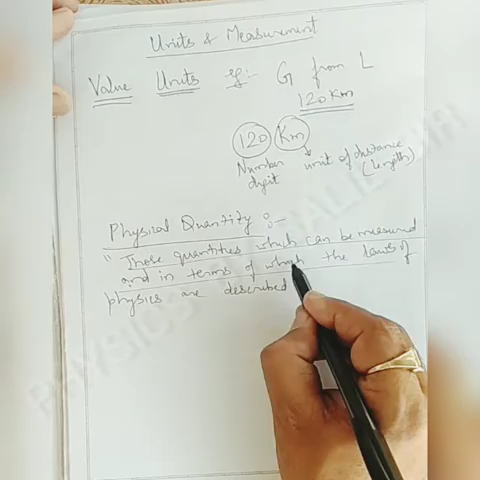 Units & Measurement
Value Units eg:- G from L
120 Km
120 Km
Number digit unit of distance (length)
Physical Quantity :-
" Those quantities which can be measured
and in terms of which the laws of
physics are described